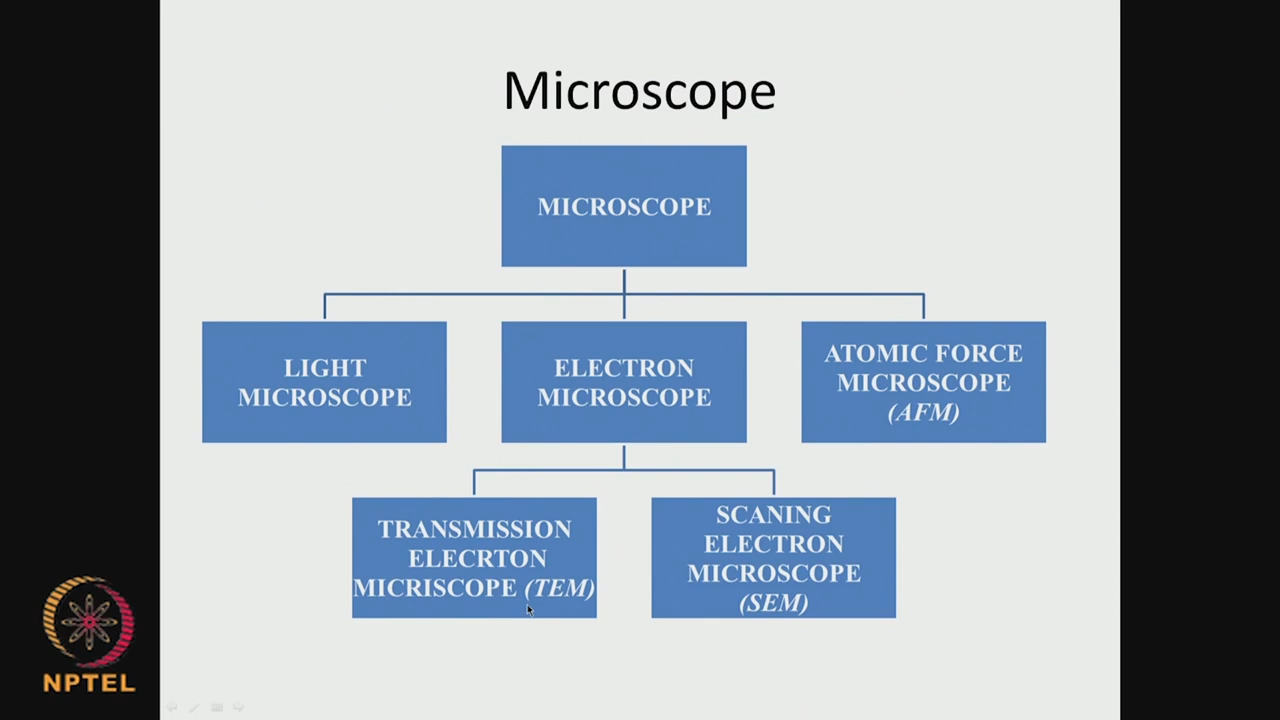 Microscope
MICROSCOPE
LIGHT
MICROSCOPE
ELECTRON
MICROSCOPE
ATOMIC FORCE
MICROSCOPE
(AFM)
TRANSMISSION
ELECRTON
MICRISCOPE (TEM)
SCANING
ELECTRON
MICROSCOPE
(SEM)
NPTEL